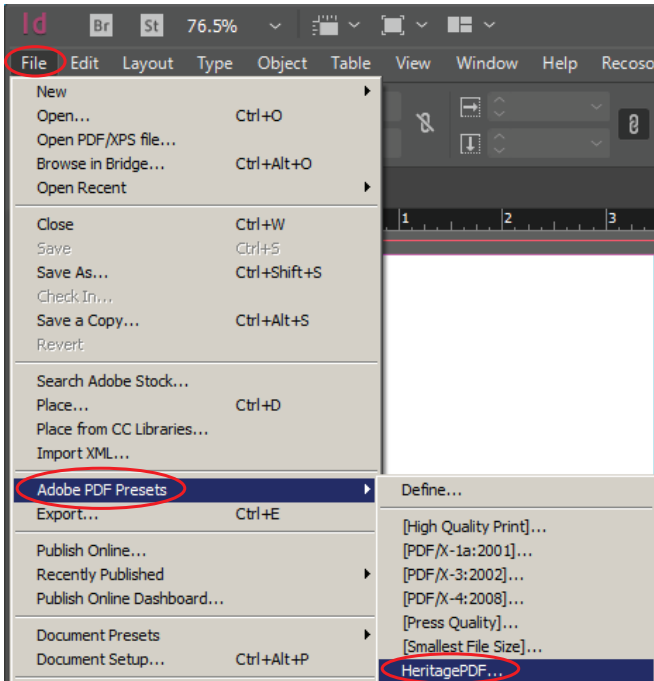 Id Br St 76.5%
File Edit Layout Type Object Table View Window Help Recoso
New
Open... Ctrl+O
Open PDF/XPS file...
Browse in Bridge... Ctrl+Alt+O
Open Recent
1 2 3
Close Ctrl+W
Save Ctrl+S
Save As... Ctrl+Shift+S
Check In...
Save a Copy... Ctrl+Alt+S
Revert
Search Adobe Stock...
Place... Ctrl+D
Place from CC Libraries...
Import XML...
Adobe PDF Presets
Export... Ctrl+E
Publish Online...
Recently Published
Publish Online Dashboard...
Document Presets
Document Setup... Ctrl+Alt+P
Define...
[High Quality Print]...
[PDF/X-1a:2001]...
[PDF/X-3:2002]...
[PDF/X-4:2008]...
[Press Quality]...
[Smallest File Size]...
HeritagePDF...